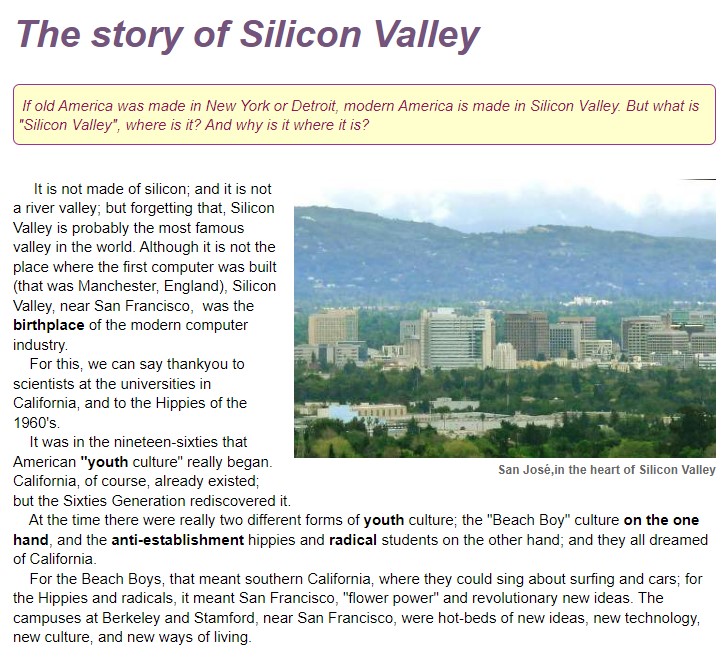 The story of Silicon Valley
If old America was made in New York or Detroit, modern America is made in Silicon Valley. But what is
"Silicon Valley", where is it? And why is it where it is?
It is not made of silicon; and it is not
a river valley; but forgetting that, Silicon
Valley is probably the most famous
valley in the world. Although it is not the
place where the first computer was built
(that was Manchester, England), Silicon
Valley, near San Francisco, was the
birthplace of the modern computer
industry.
For this, we can say thankyou to
scientists at the universities in
California, and to the Hippies of the
1960's.
It was in the nineteen-sixties that
American "youth culture" really began.
California, of course, already existed;
but the Sixties Generation rediscovered it.
San José,in the heart of Silicon Valley
At the time there were really two different forms of youth culture; the "Beach Boy" culture on the one
hand, and the anti-establishment hippies and radical students on the other hand; and they all dreamed
of California.
For the Beach Boys, that meant southern California, where they could sing about surfing and cars; for
the Hippies and radicals, it meant San Francisco, "flower power" and revolutionary new ideas. The
campuses at Berkeley and Stamford, near San Francisco, were hot-beds of new ideas, new technology,
new culture, and new ways of living.